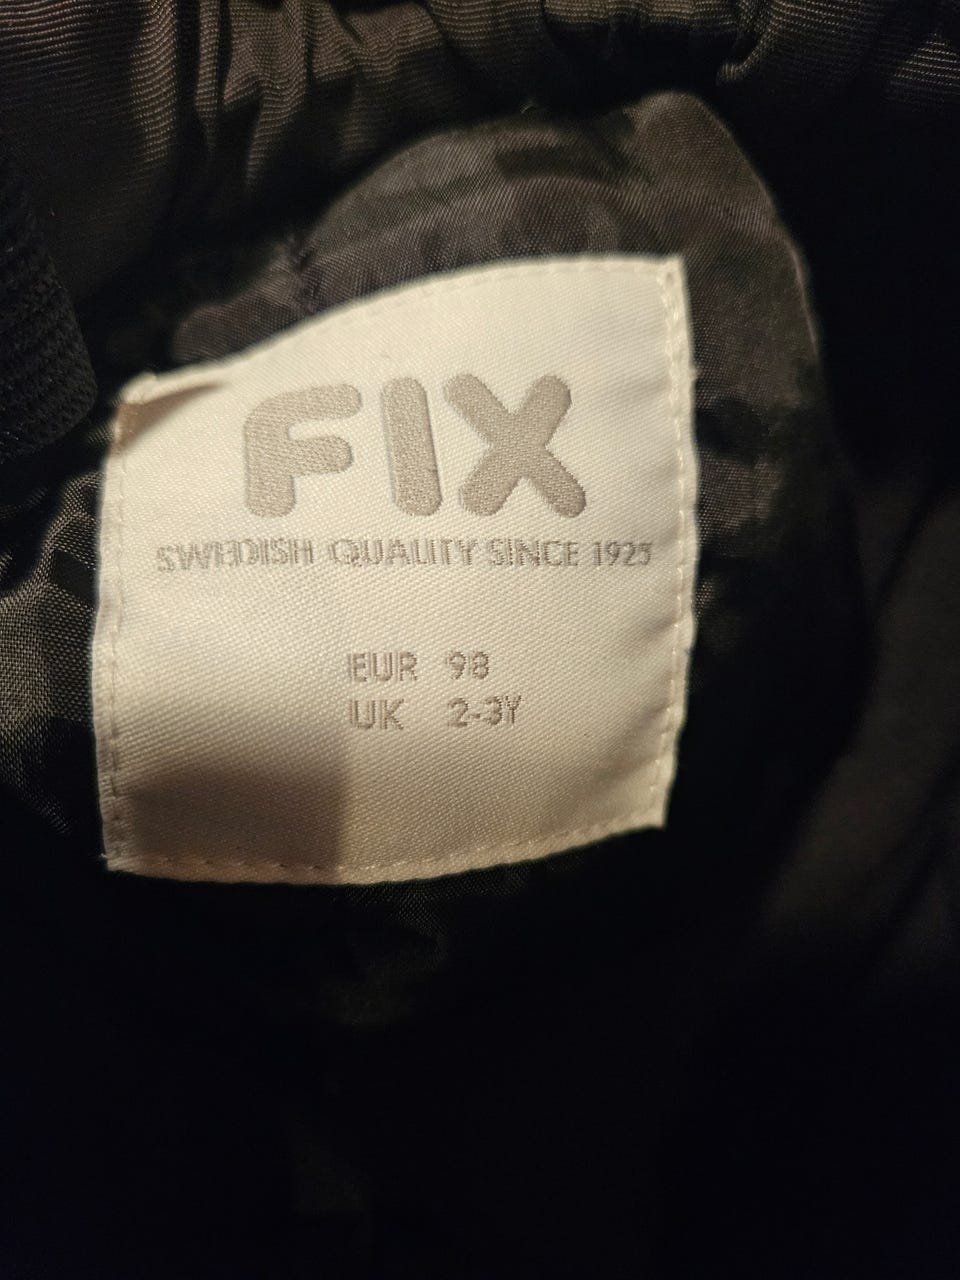 FIX
SWEDISH QUALITY SINCE 1925
EUR 98
UK 2-3Y